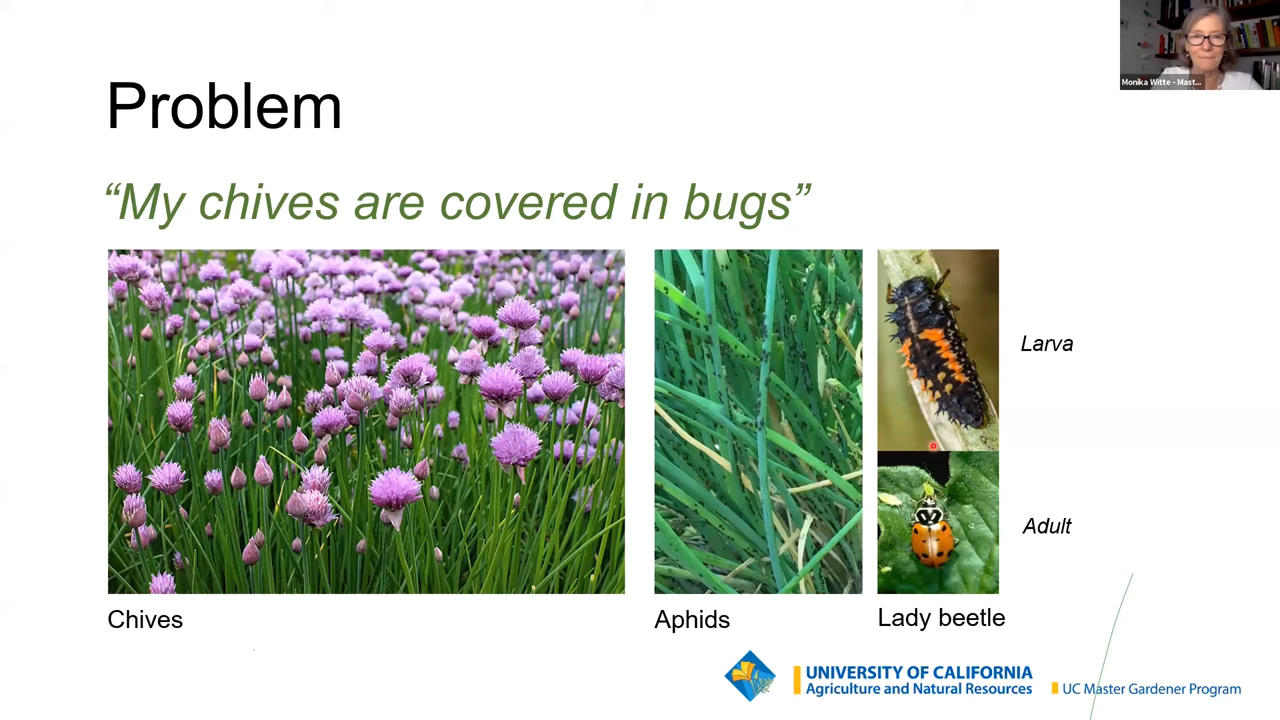 Monika Witte - Mast...
Problem
“My chives are covered in bugs”
Larva
Adult
Chives
Aphids
Lady beetle
UNIVERSITY OF CALIFORNIA
Agriculture and Natural Resources
UC Master Gardener Program